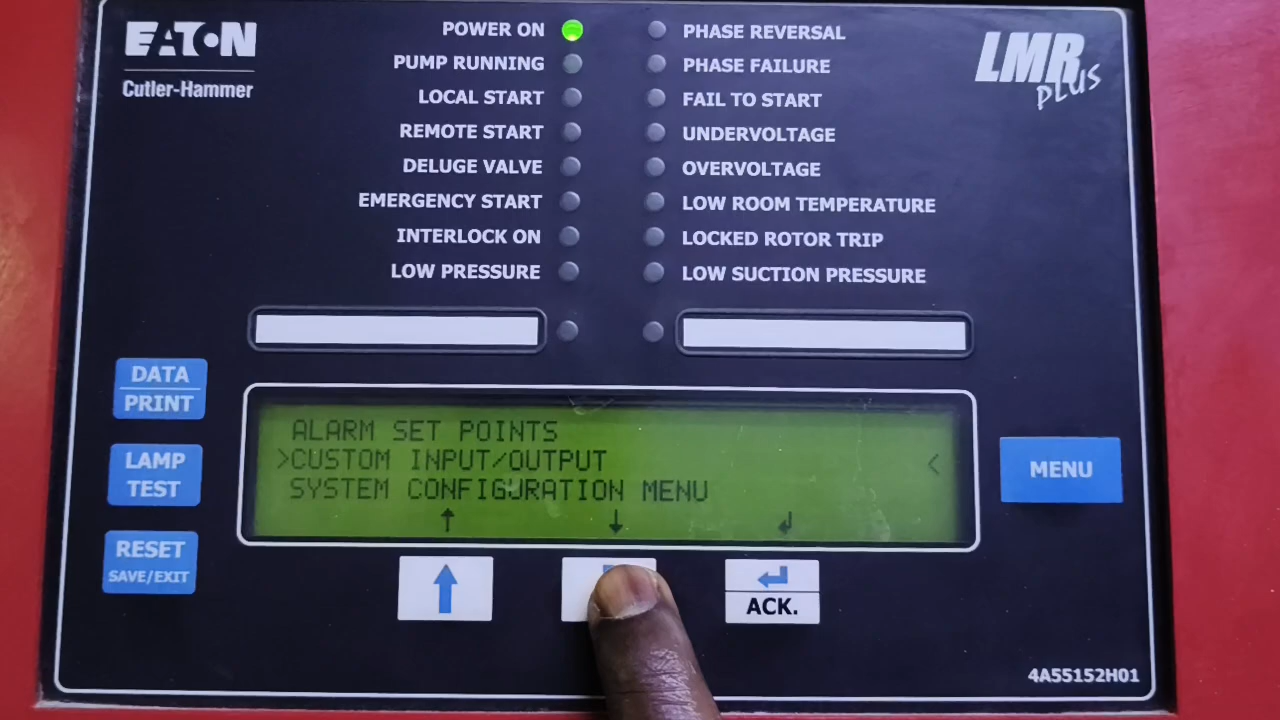 EATON
Cutler-Hammer
LMR
PLUS
POWER ON
PUMP RUNNING
LOCAL START
REMOTE START
DELUGE VALVE
EMERGENCY START
INTERLOCK ON
LOW PRESSURE
PHASE REVERSAL
PHASE FAILURE
FAIL TO START
UNDERVOLTAGE
OVERVOLTAGE
LOW ROOM TEMPERATURE
LOCKED ROTOR TRIP
LOW SUCTION PRESSURE
DATA
PRINT
LAMP
TEST
RESET
SAVE/EXIT
ALARM SET POINTS
>CUSTOM INPUT/OUTPUT <
SYSTEM CONFIGURATION MENU
↑ ↓ ↲
MENU
ACK.
4A55152H01